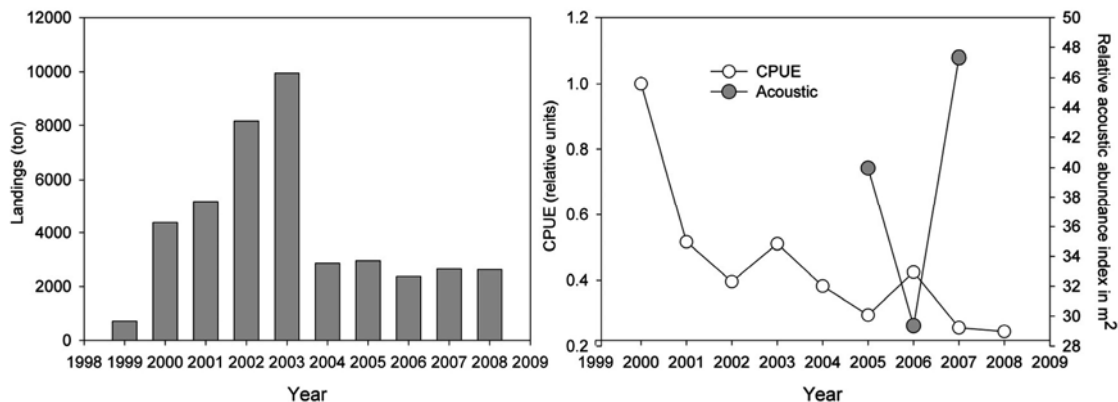 12000
10000
8000
6000
4000
2000
0
Landings (ton)
1998 1999 2000 2001 2002 2003 2004 2005 2006 2007 2008 2009
Year
1.2
1.0
0.8
0.6
0.4
0.2
CPUE (relative units)
CPUE
Acoustic
50
48
46
44
42
40
38
36
34
32
30
28
Relative acoustic abundance index in m²
1999 2000 2001 2002 2003 2004 2005 2006 2007 2008 2009
Year